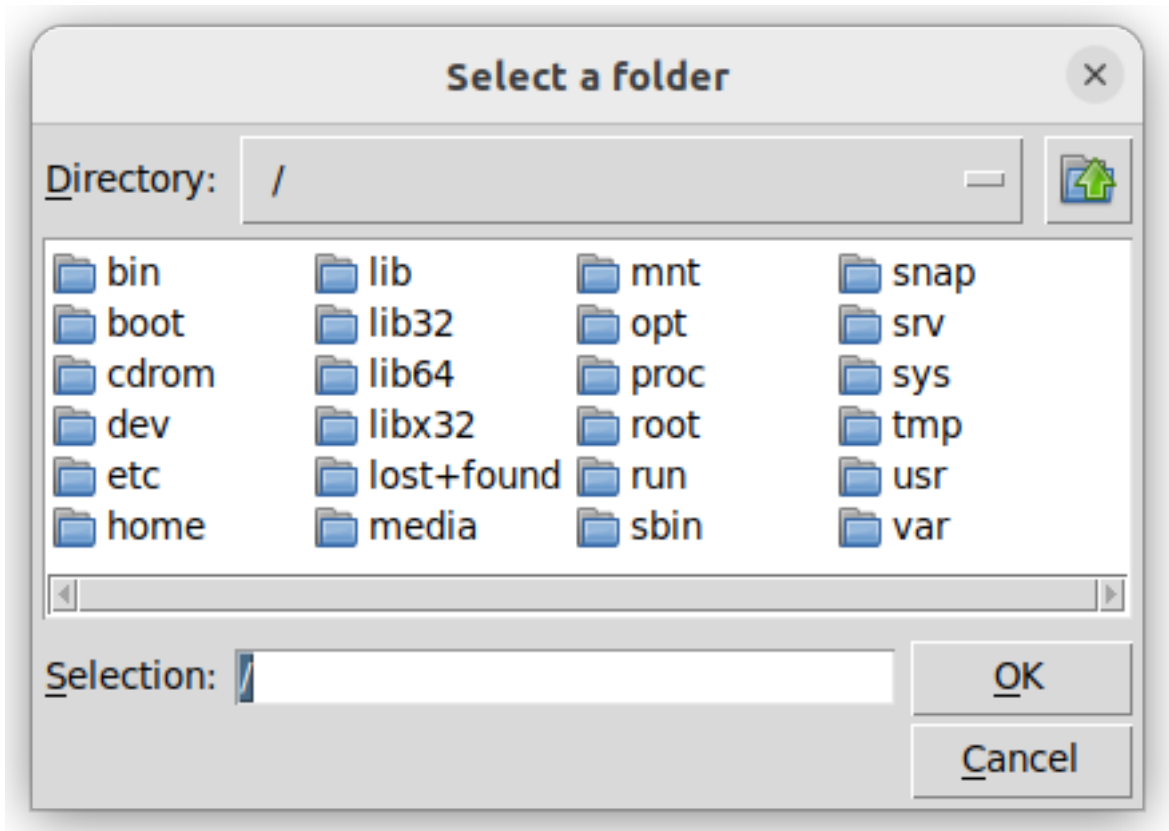 Select a folder
Directory: /
bin lib mnt snap
boot lib32 opt srv
cdrom lib64 proc sys
dev libx32 root tmp
etc lost+found run usr
home media sbin var
Selection: / OK
Cancel